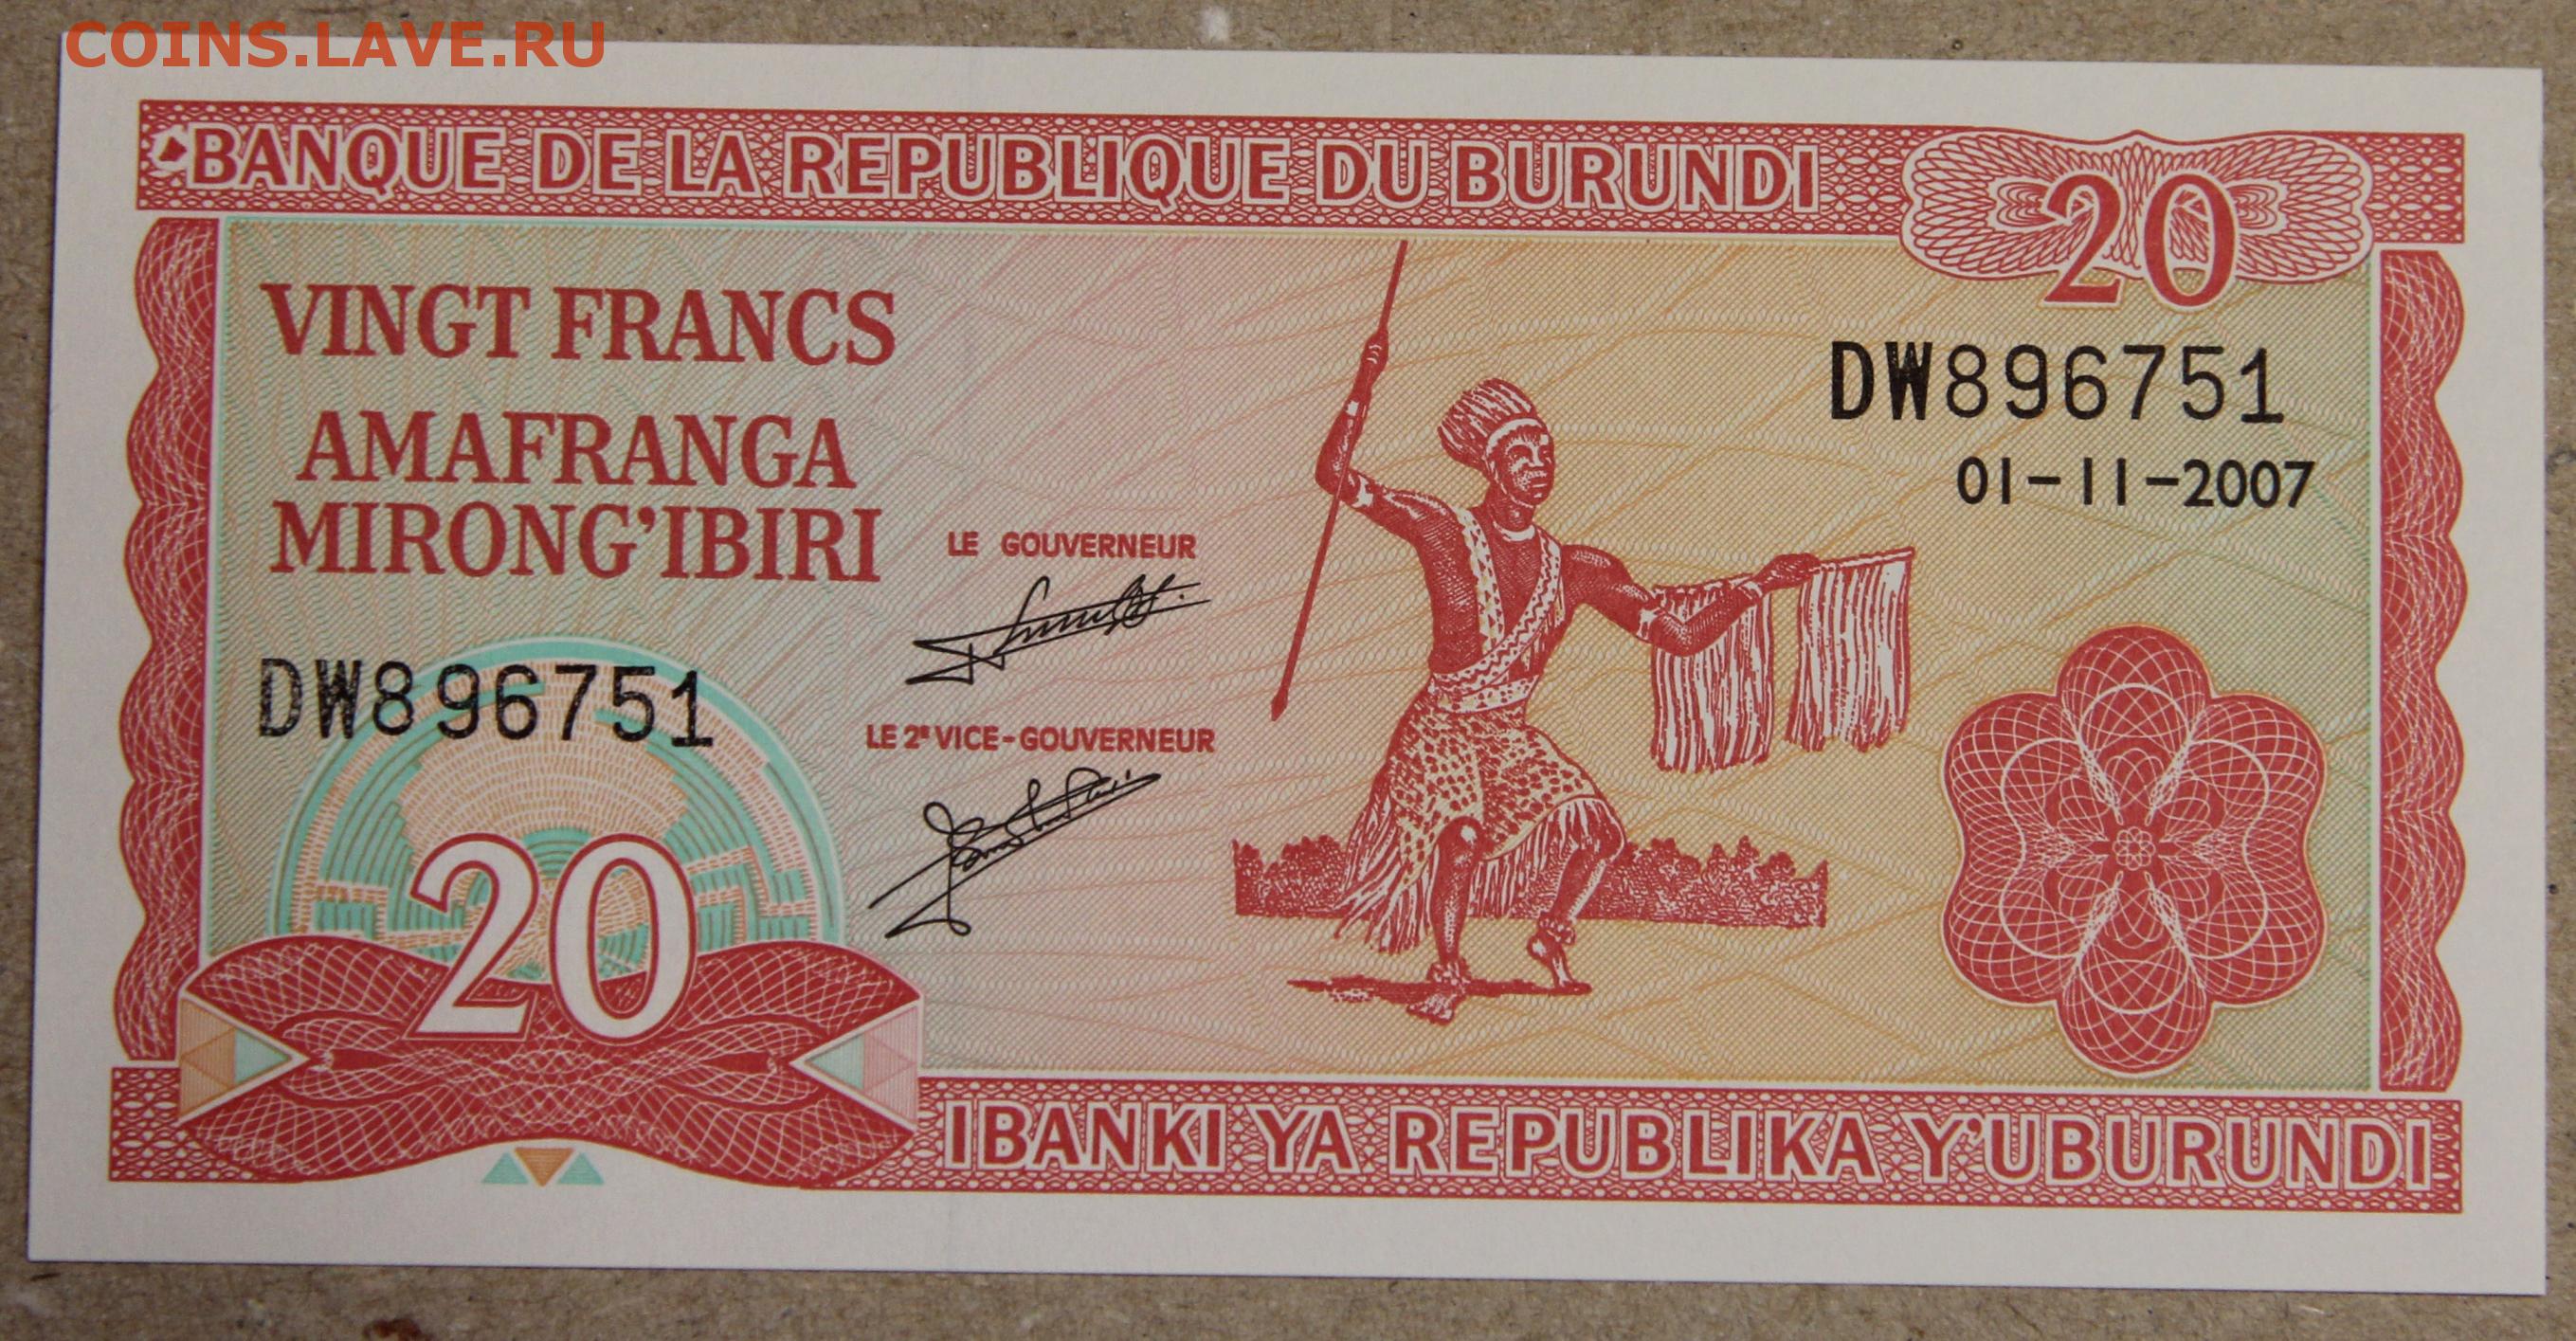 COINS.LAVE.RU
BANQUE DE LA REPUBLIQUE DU BURUNDI
20
VINGT FRANCS
AMAFRANGA
MIRONG'IBIRI
DW896751
01-11-2007
LE GOUVERNEUR
DW896751
LE 2e VICE-GOUVERNEUR
20
IBANKI YA REPUBLIKA Y'UBURUNDI